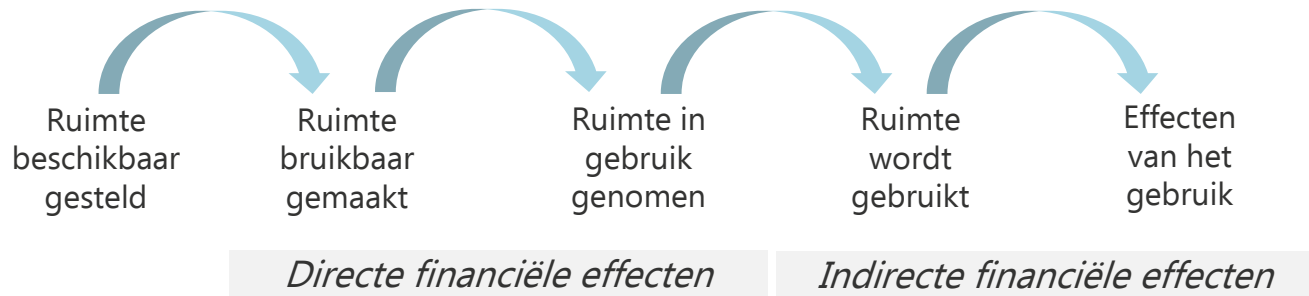 Ruimte
beschikbaar
gesteld
Ruimte
bruikbaar
gemaakt
Ruimte in
gebruik
genomen
Ruimte
wordt
gebruikt
Effecten
van het
gebruik
Directe financiële effecten
Indirecte financiële effecten